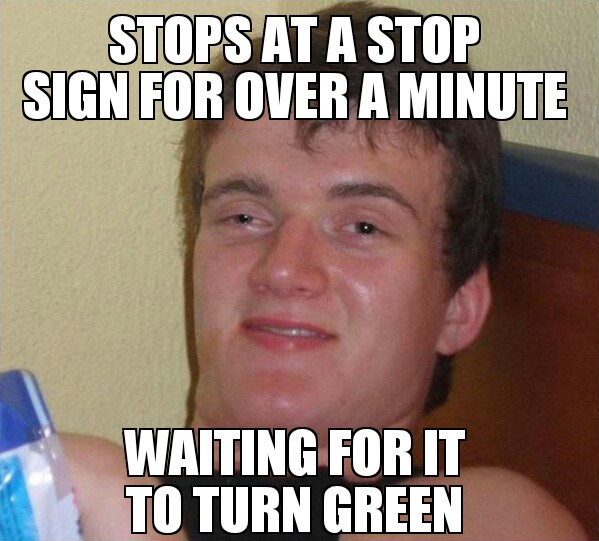 STOPS AT A STOP
SIGN FOR OVER A MINUTE
WAITING FOR IT
TO TURN GREEN